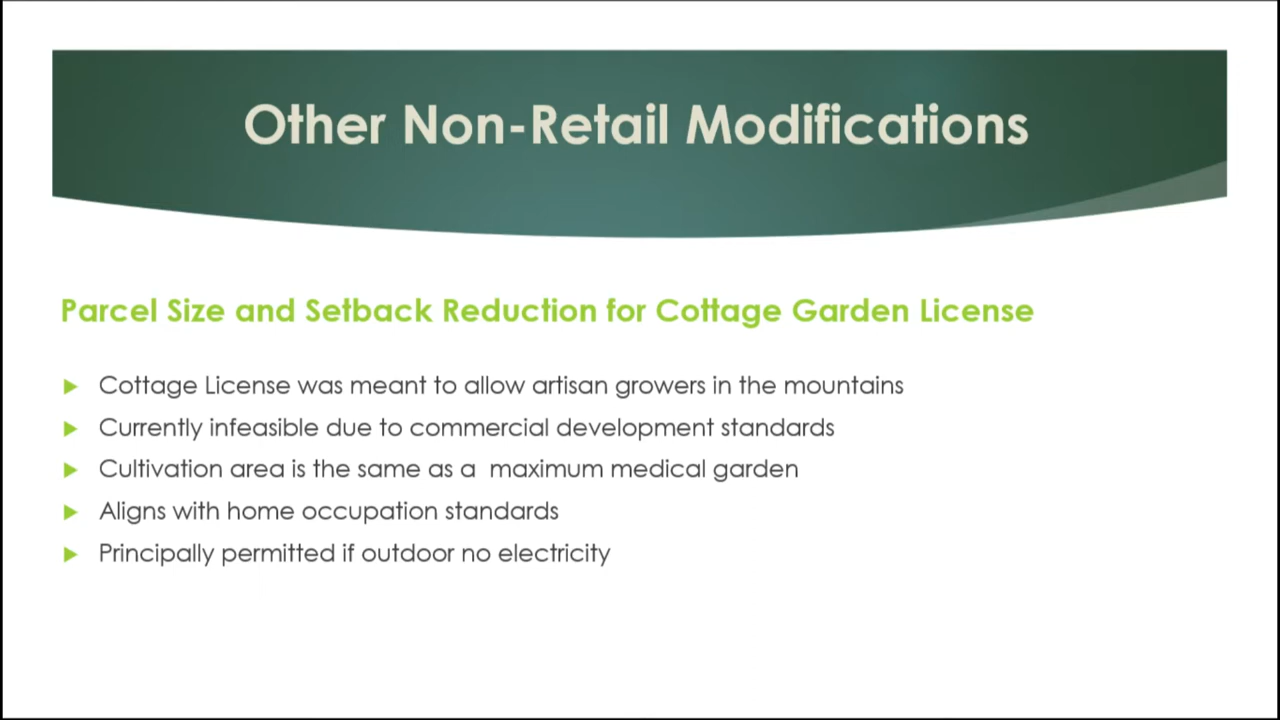 Other Non-Retail Modifications
Parcel Size and Setback Reduction for Cottage Garden License
Cottage License was meant to allow artisan growers in the mountains
Currently infeasible due to commercial development standards
Cultivation area is the same as a  maximum medical garden
Aligns with home occupation standards
Principally permitted if outdoor no electricity